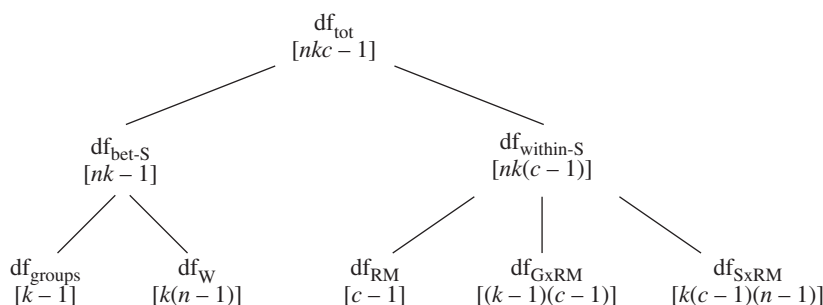 df_tot
[nkc – 1]
df_bet-S df_within-S
[nk – 1] [nk(c – 1)]
df_groups df_W df_RM df_GxRM df_SxRM
[k – 1] [k(n – 1)] [c – 1] [(k – 1)(c – 1)] [k(c – 1)(n – 1)]